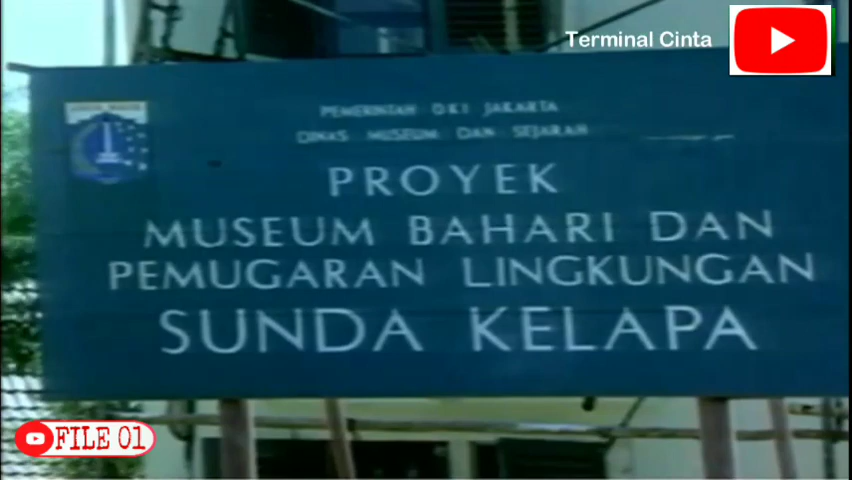 Terminal Cinta
PEMERINTAH DKI JAKARTA
DINAS MUSEUM DAN SEJARAH
PROYEK
MUSEUM BAHARI DAN
PEMUGARAN LINGKUNGAN
SUNDA KELAPA
FILE 01